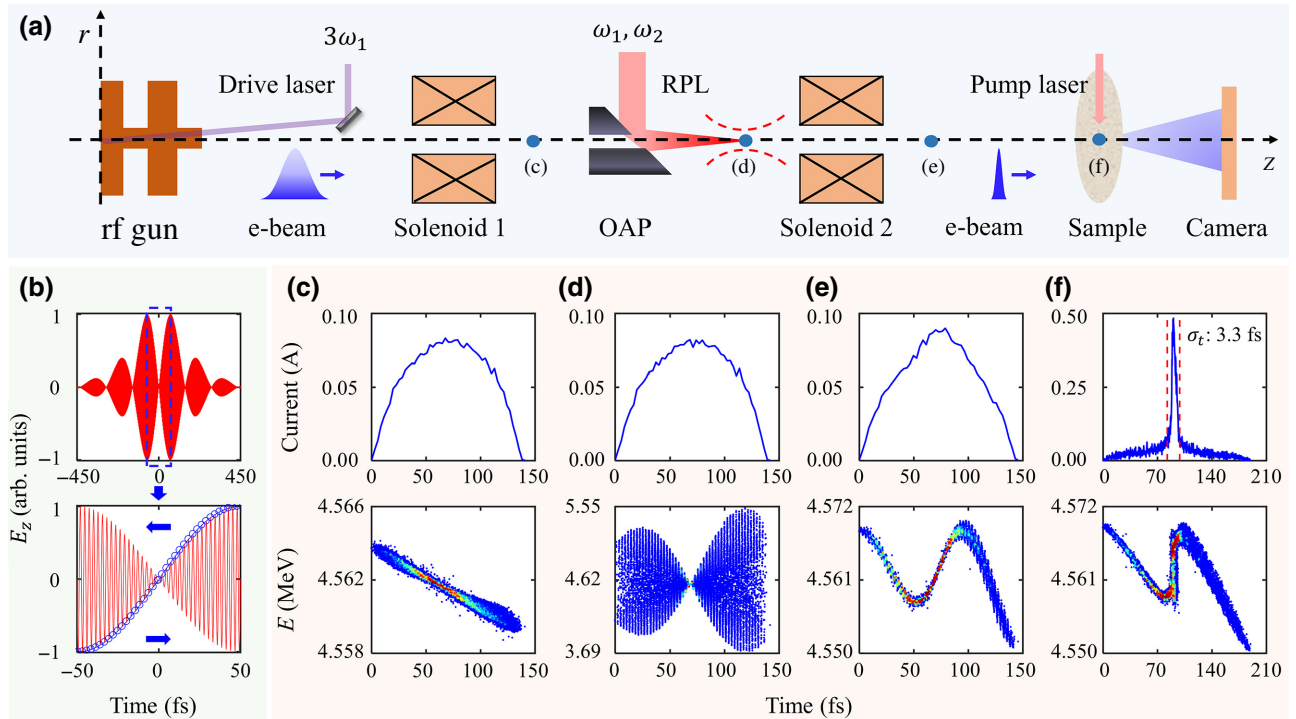 (a)
r
3ω₁
Drive laser
ω₁, ω₂
RPL
Pump laser
(c)
(d)
(e)
(f)
z
rf gun
e-beam
Solenoid 1
OAP
Solenoid 2
e-beam
Sample
Camera
(b)
1
0
−1
−450
0
450
E_z (arb. units)
1
0
−1
−50
0
50
Time (fs)
(c)
Current (A)
0.10
0.05
0.00
0
50
100
150
E (MeV)
4.566
4.562
4.558
0
50
100
150
(d)
0.10
0.05
0.00
0
50
100
150
5.55
4.62
3.69
0
50
100
150
(e)
0.10
0.05
0.00
0
50
100
150
4.572
4.561
4.550
0
50
100
150
(f)
0.50
0.25
0.00
σ_t: 3.3 fs
0
70
140
210
4.572
4.561
4.550
0
70
140
210
Time (fs)